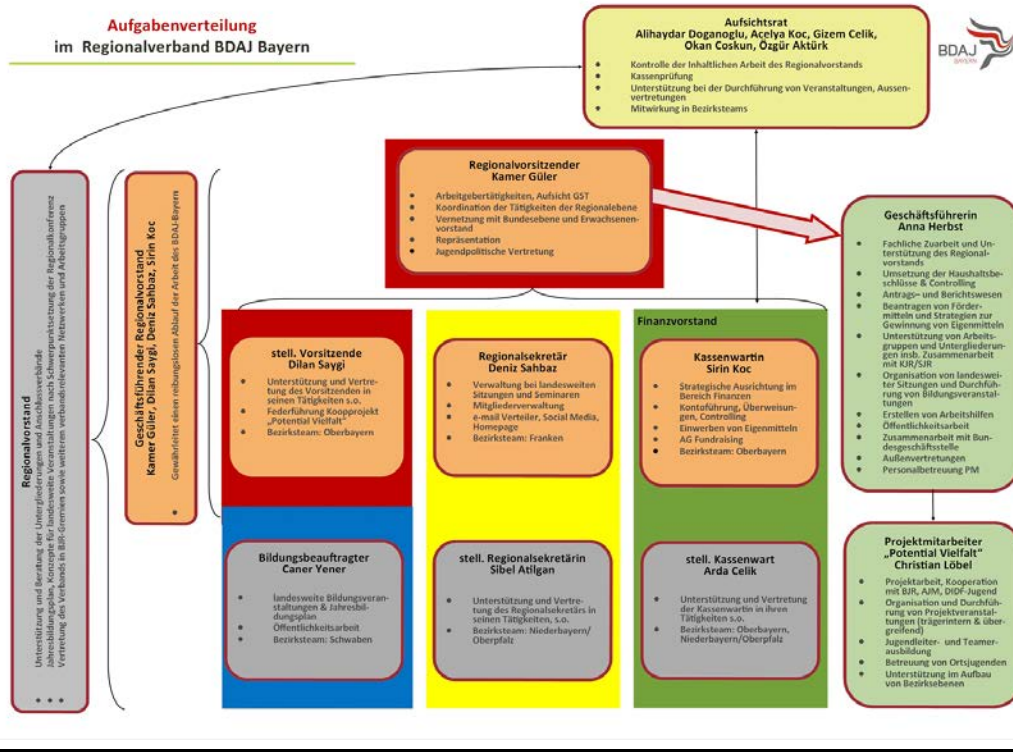 Aufgabenverteilung
im Regionalverband BDAJ Bayern
Aufsichtsrat
Alihaydar Doganoglu, Acelya Koc, Gizem Celik,
Okan Coskun, Özgür Aktürk
• Kontrolle der Inhaltlichen Arbeit des Regionalvorstands
• Kassenprüfung
• Unterstützung bei der Durchführung von Veranstaltungen, Aussen-
vertretungen
• Mitwirkung in Bezirksteams
BDAJ
BAYERN
Regionalvorstand
• Unterstützung und Beratung der Untergliederungen und Anschlussverbände
• Jahresbildungsplan, Konzepte für landesweite Veranstaltungen nach Schwerpunktsetzung der Regionalkonferenz
• Vertretung des Verbands in BJR-Gremien sowie weiteren verbandsrelevanten Netzwerken und Arbeitsgruppen
Geschäftsführender Regionalvorstand
Kamer Güler, Dilan Saygi, Deniz Sahbaz, Sirin Koc
• Gewährleitet einen reibungslosen Ablauf der Arbeit des BDAJ-Bayern
Regionalvorsitzender
Kamer Güler
• Arbeitgebertätigkeiten, Aufsicht GST
• Koordination der Tätigkeiten der Regionalebene
• Vernetzung mit Bundesebene und Erwachsenen-
vorstand
• Repräsentation
• Jugendpolitische Vertretung
Geschäftsführerin
Anna Herbst
• Fachliche Zuarbeit und Un-
terstützung des Regional-
vorstands
• Umsetzung der Haushaltsbe-
schlüsse & Controlling
• Antrags– und Berichtswesen
• Beantragen von Förder-
mitteln und Strategien zur
Gewinnung von Eigenmitteln
• Unterstützung von Arbeits-
gruppen und Untergliederun-
gen insb. Zusammenarbeit
mit KJR/SJR
• Organisation von landeswei-
ter Sitzungen und Durchfüh-
rung von Bildungsveranstal-
tungen
• Erstellen von Arbeitshilfen
• Öffentlichkeitsarbeit
• Zusammenarbeit mit Bun-
desgeschäftsstelle
• Außenvertretungen
• Personalbetreuung PM
stell. Vorsitzende
Dilan Saygi
• Unterstützung und Vertre-
tung des Vorsitzenden in
seinen Tätigkeiten s.o.
• Federführung Koopprojekt
„Potential Vielfalt"
• Bezirksteam: Oberbayern
Regionalsekretär
Deniz Sahbaz
• Verwaltung bei landesweiten
Sitzungen und Seminaren
• Mitgliederverwaltung
• e-mail Verteiler, Social Media,
Homepage
• Bezirksteam: Franken
Finanzvorstand
Kassenwartin
Sirin Koc
• Strategische Ausrichtung im
Bereich Finanzen
• Kontoführung, Überweisun-
gen, Controlling
• Einwerben von Eigenmitteln
• AG Fundraising
• Bezirksteam: Oberbayern
Bildungsbeauftragter
Caner Yener
• landesweite Bildungsveran-
staltungen & Jahresbil-
dungsplan
• Öffentlichkeitsarbeit
• Bezirksteam: Schwaben
stell. Regionalsekretärin
Sibel Atilgan
• Unterstützung und Vertre-
tung des Regionalsekretärs in
seinen Tätigkeiten, s.o.
• Bezirksteam: Niederbayern/
Oberpfalz
stell. Kassenwart
Arda Celik
• Unterstützung und Vertretung
der Kassenwartin in ihren
Tätigkeiten s.o.
• Bezirksteam: Oberbayern,
Niederbayern/Oberpfalz
Projektmitarbeiter
„Potential Vielfalt"
Christian Löbel
• Projektarbeit, Kooperation
mit BJR, AJM, DIDF-Jugend
• Organisation und Durchfüh-
rung von Projektveranstal-
tungen (trägerintern & über-
greifend)
• Jugendleiter- und Teamer-
ausbildung
• Betreuung von Ortsjugenden
• Unterstützung im Aufbau
von Bezirksebenen